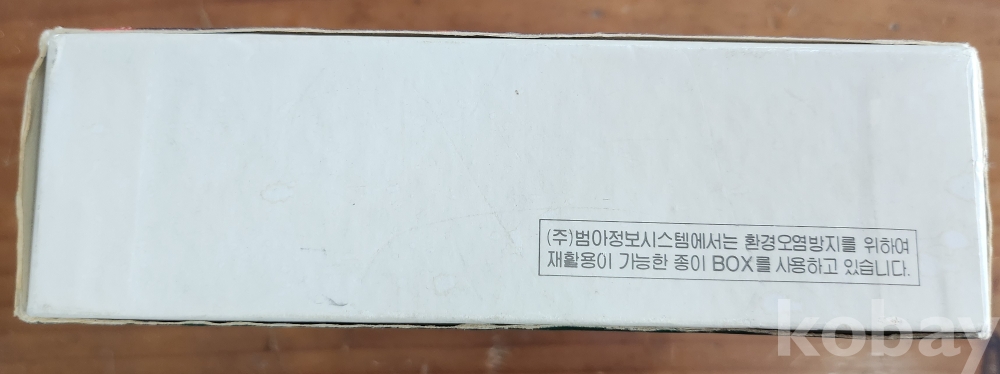 (주)범아정보시스템에서는 환경오염방지를 위하여
재활용이 가능한 종이 BOX를 사용하고 있습니다.
kobay